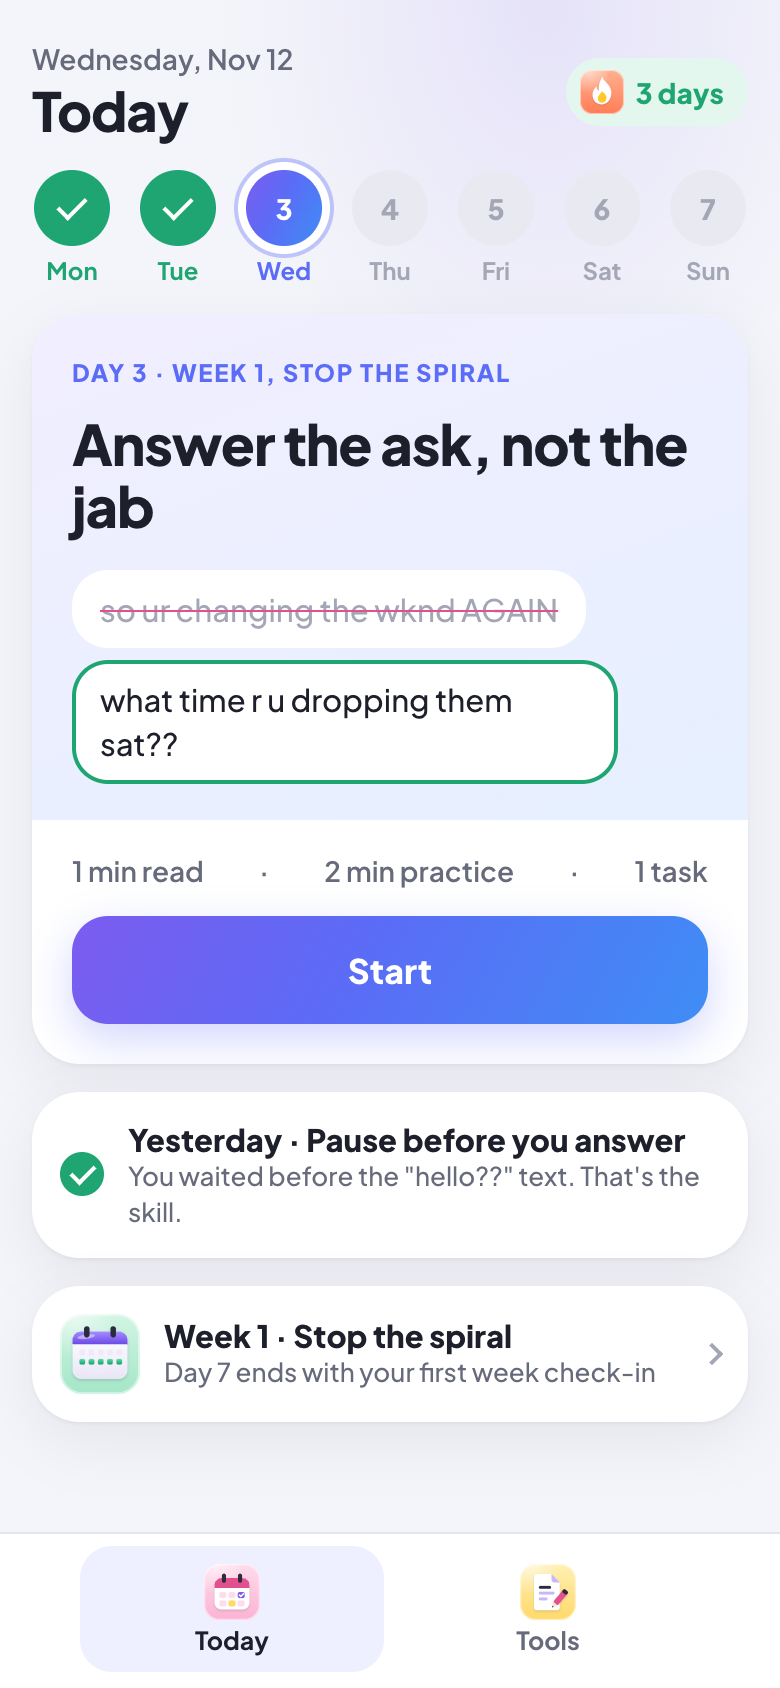 Wednesday, Nov 12
Today
3 days
3
4
5
6
7
Mon
Tue
Wed
Thu
Fri
Sat
Sun
DAY 3 · WEEK 1, STOP THE SPIRAL
Answer the ask, not the
jab
so ur changing the wknd AGAIN
what time r u dropping them
sat??
1 min read · 2 min practice · 1 task
Start
Yesterday · Pause before you answer
You waited before the "hello??" text. That's the
skill.
Week 1 · Stop the spiral
Day 7 ends with your first week check-in
Today
Tools